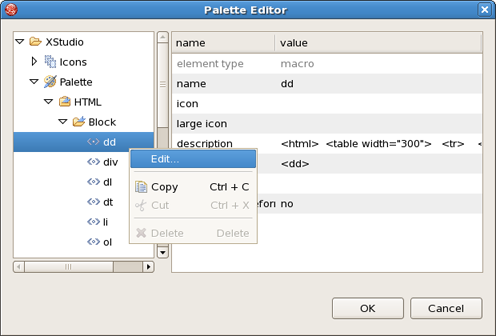 Palette Editor
XStudio
Icons
Palette
HTML
Block
dd
div
dl
dt
li
ol
name value
element type macro
name dd
icon
large icon
description <html> <table width="300"> <tr>
<dd>
no
Edit...
Copy Ctrl + C
Cut Ctrl + X
Delete Delete
OK
Cancel